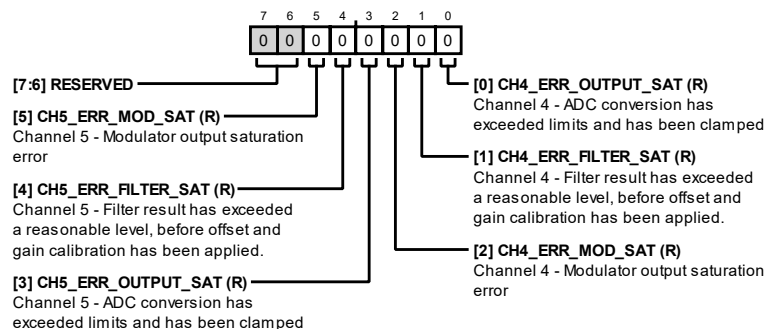 7 6 5 4 3 2 1 0
0 0 0 0 0 0 0 0
[7:6] RESERVED
[5] CH5_ERR_MOD_SAT (R)
Channel 5 - Modulator output saturation
error
[4] CH5_ERR_FILTER_SAT (R)
Channel 5 - Filter result has exceeded
a reasonable level, before offset and
gain calibration has been applied.
[3] CH5_ERR_OUTPUT_SAT (R)
Channel 5 - ADC conversion has
exceeded limits and has been clamped
[0] CH4_ERR_OUTPUT_SAT (R)
Channel 4 - ADC conversion has
exceeded limits and has been clamped
[1] CH4_ERR_FILTER_SAT (R)
Channel 4 - Filter result has exceeded
a reasonable level, before offset and
gain calibration has been applied.
[2] CH4_ERR_MOD_SAT (R)
Channel 4 - Modulator output saturation
error